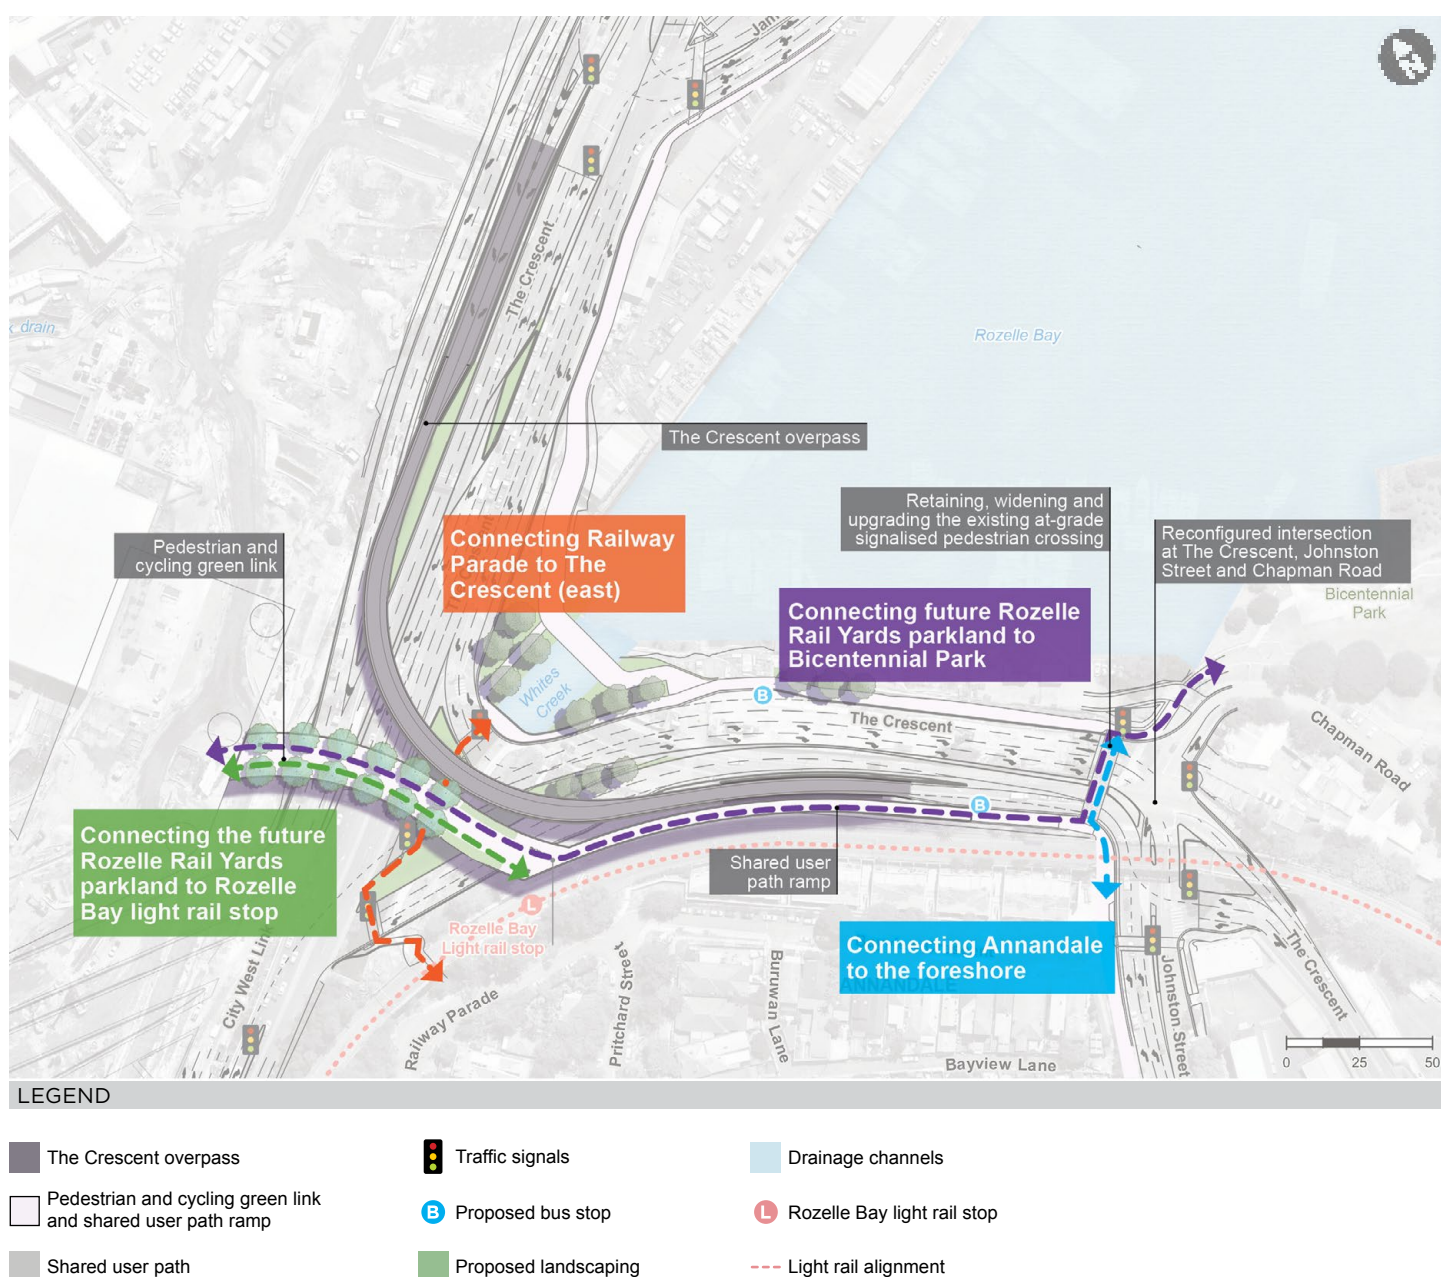 The Crescent
drain
Rozelle Bay
The Crescent overpass
Retaining, widening and
upgrading the existing at-grade
signalised pedestrian crossing
Reconfigured intersection
at The Crescent, Johnston
Street and Chapman Road
Pedestrian and
cycling green link
Connecting Railway
Parade to The
Crescent (east)
Connecting future Rozelle
Rail Yards parkland to
Bicentennial Park
Bicentennial
Park
Whites
Creek
B
The Crescent
Chapman Road
B
Connecting the future
Rozelle Rail Yards
parkland to Rozelle
Bay light rail stop
Shared user
path ramp
L
Rozelle Bay
Light rail stop
Connecting Annandale
to the foreshore
ANNANDALE
City West Link
Railway Parade
Pritchard Street
Buruwan Lane
Bayview Lane
Johnston Street
The Crescent
0 25 50
LEGEND
The Crescent overpass
Pedestrian and cycling green link
and shared user path ramp
Shared user path
Traffic signals
B Proposed bus stop
Proposed landscaping
Drainage channels
L Rozelle Bay light rail stop
Light rail alignment